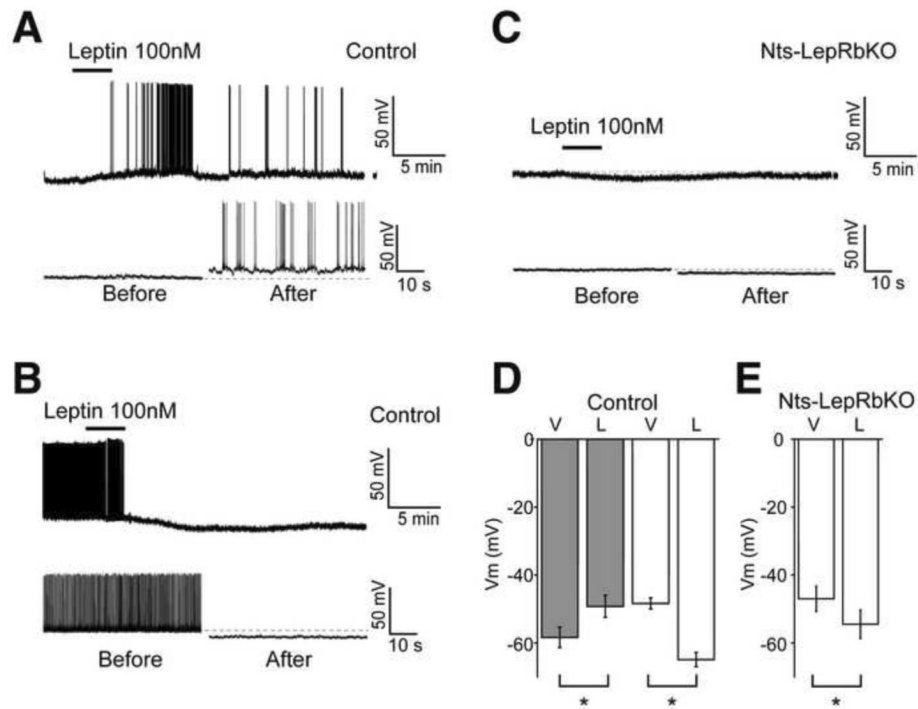 A
Leptin 100nM
Control
50 mV
5 min
50 mV
10 s
Before
After
B
Leptin 100nM
Control
50 mV
5 min
50 mV
10 s
Before
After
C
Nts-LepRbKO
Leptin 100nM
50 mV
5 min
50 mV
10 s
Before
After
D
Control
V L V L
0
-20
-40
-60
Vm (mV)
* *
E
Nts-LepRbKO
V L
0
-20
-40
-60
Vm (mV)
*